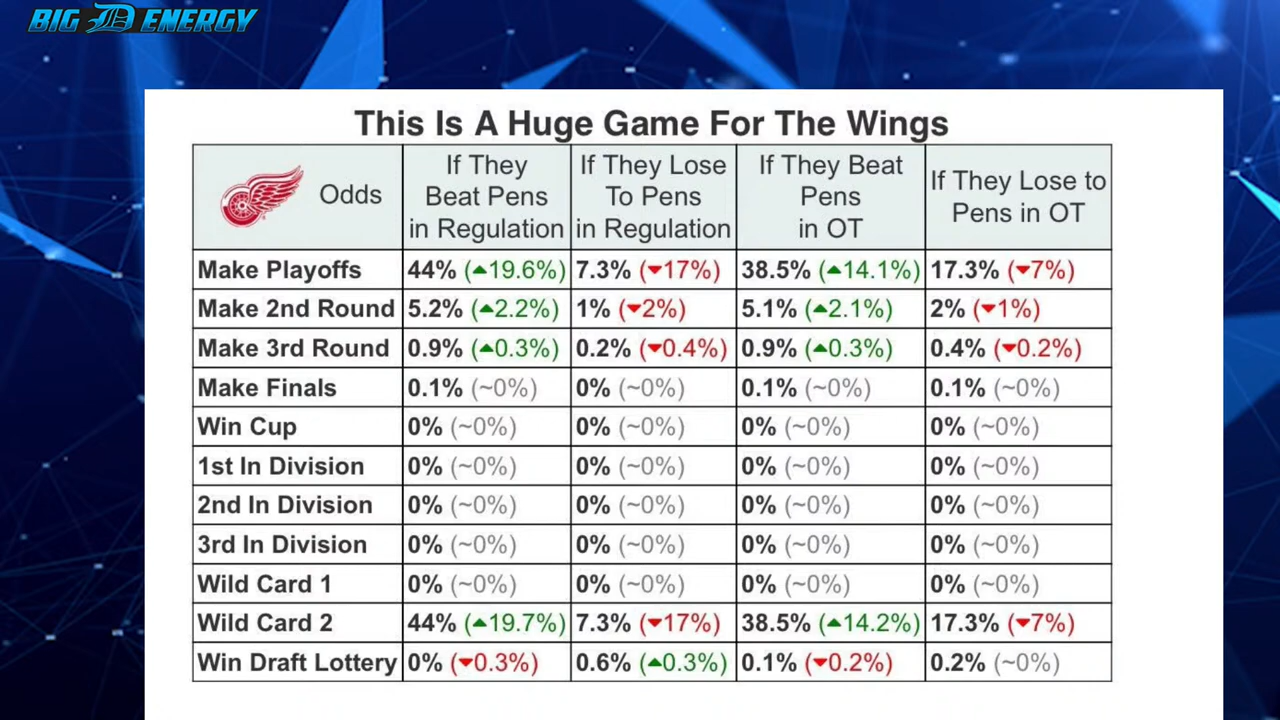 BIG D ENERGY
This Is A Huge Game For The Wings
Odds
If They Beat Pens in Regulation
If They Lose To Pens in Regulation
If They Beat Pens in OT
If They Lose to Pens in OT
Make Playoffs 44% (▲19.6%) 7.3% (▼17%) 38.5% (▲14.1%) 17.3% (▼7%)
Make 2nd Round 5.2% (▲2.2%) 1% (▼2%) 5.1% (▲2.1%) 2% (▼1%)
Make 3rd Round 0.9% (▲0.3%) 0.2% (▼0.4%) 0.9% (▲0.3%) 0.4% (▼0.2%)
Make Finals 0.1% (~0%) 0% (~0%) 0.1% (~0%) 0.1% (~0%)
Win Cup 0% (~0%) 0% (~0%) 0% (~0%) 0% (~0%)
1st In Division 0% (~0%) 0% (~0%) 0% (~0%) 0% (~0%)
2nd In Division 0% (~0%) 0% (~0%) 0% (~0%) 0% (~0%)
3rd In Division 0% (~0%) 0% (~0%) 0% (~0%) 0% (~0%)
Wild Card 1 0% (~0%) 0% (~0%) 0% (~0%) 0% (~0%)
Wild Card 2 44% (▲19.7%) 7.3% (▼17%) 38.5% (▲14.2%) 17.3% (▼7%)
Win Draft Lottery 0% (▼0.3%) 0.6% (▲0.3%) 0.1% (▼0.2%) 0.2% (~0%)